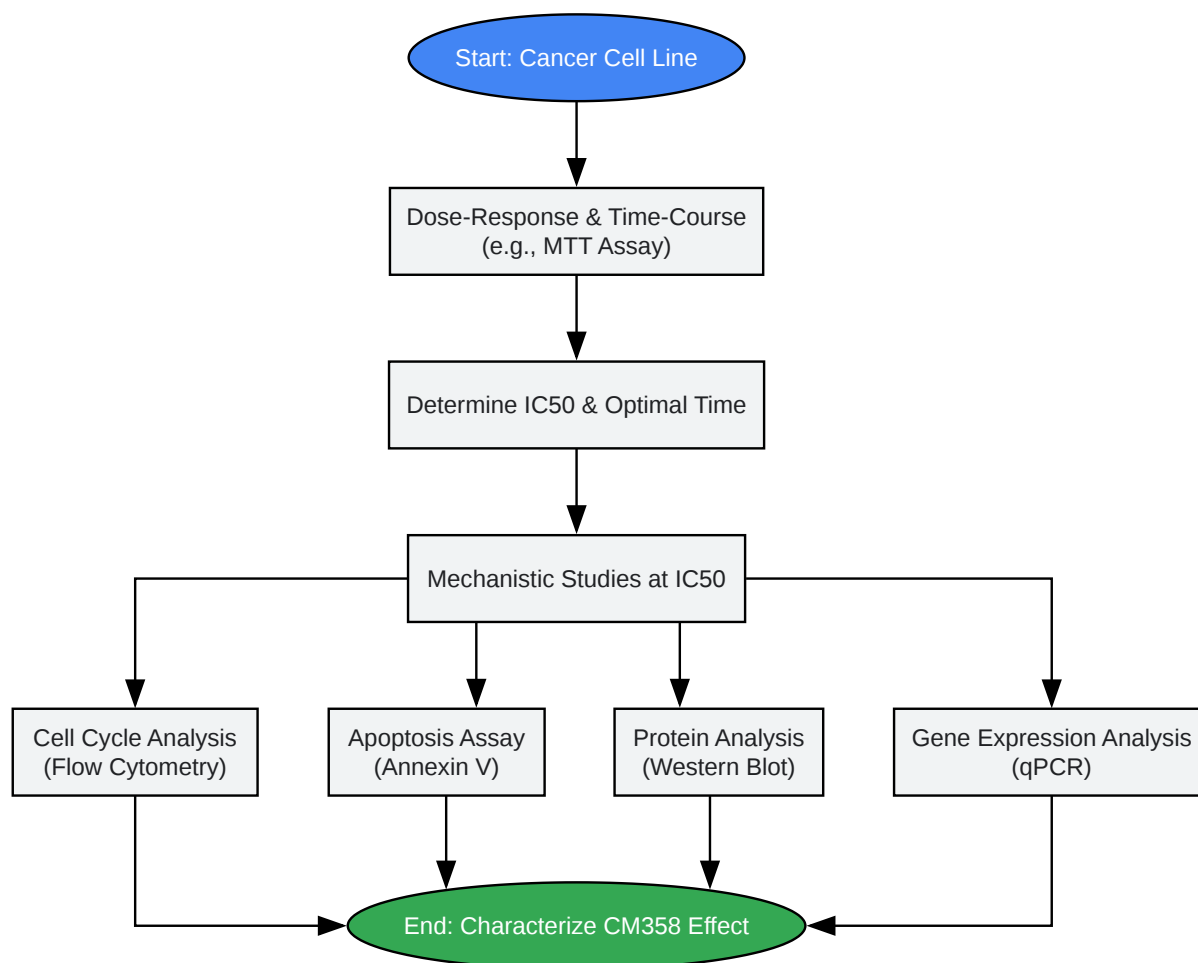 Start: Cancer Cell Line
Dose-Response & Time-Course
(e.g., MTT Assay)
Determine IC50 & Optimal Time
Mechanistic Studies at IC50
Cell Cycle Analysis
(Flow Cytometry)
Apoptosis Assay
(Annexin V)
Protein Analysis
(Western Blot)
Gene Expression Analysis
(qPCR)
End: Characterize CM358 Effect